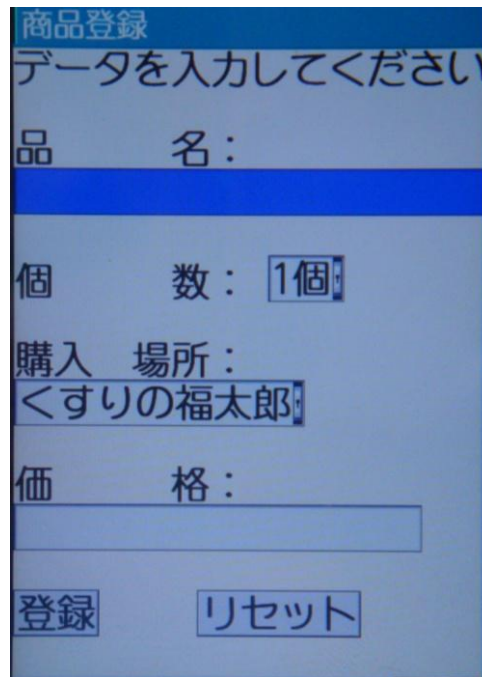 商品登録
データを入力してください
品 名：
個 数： 1個
購入 場所：
くすりの福太郎
価 格：
登録 リセット